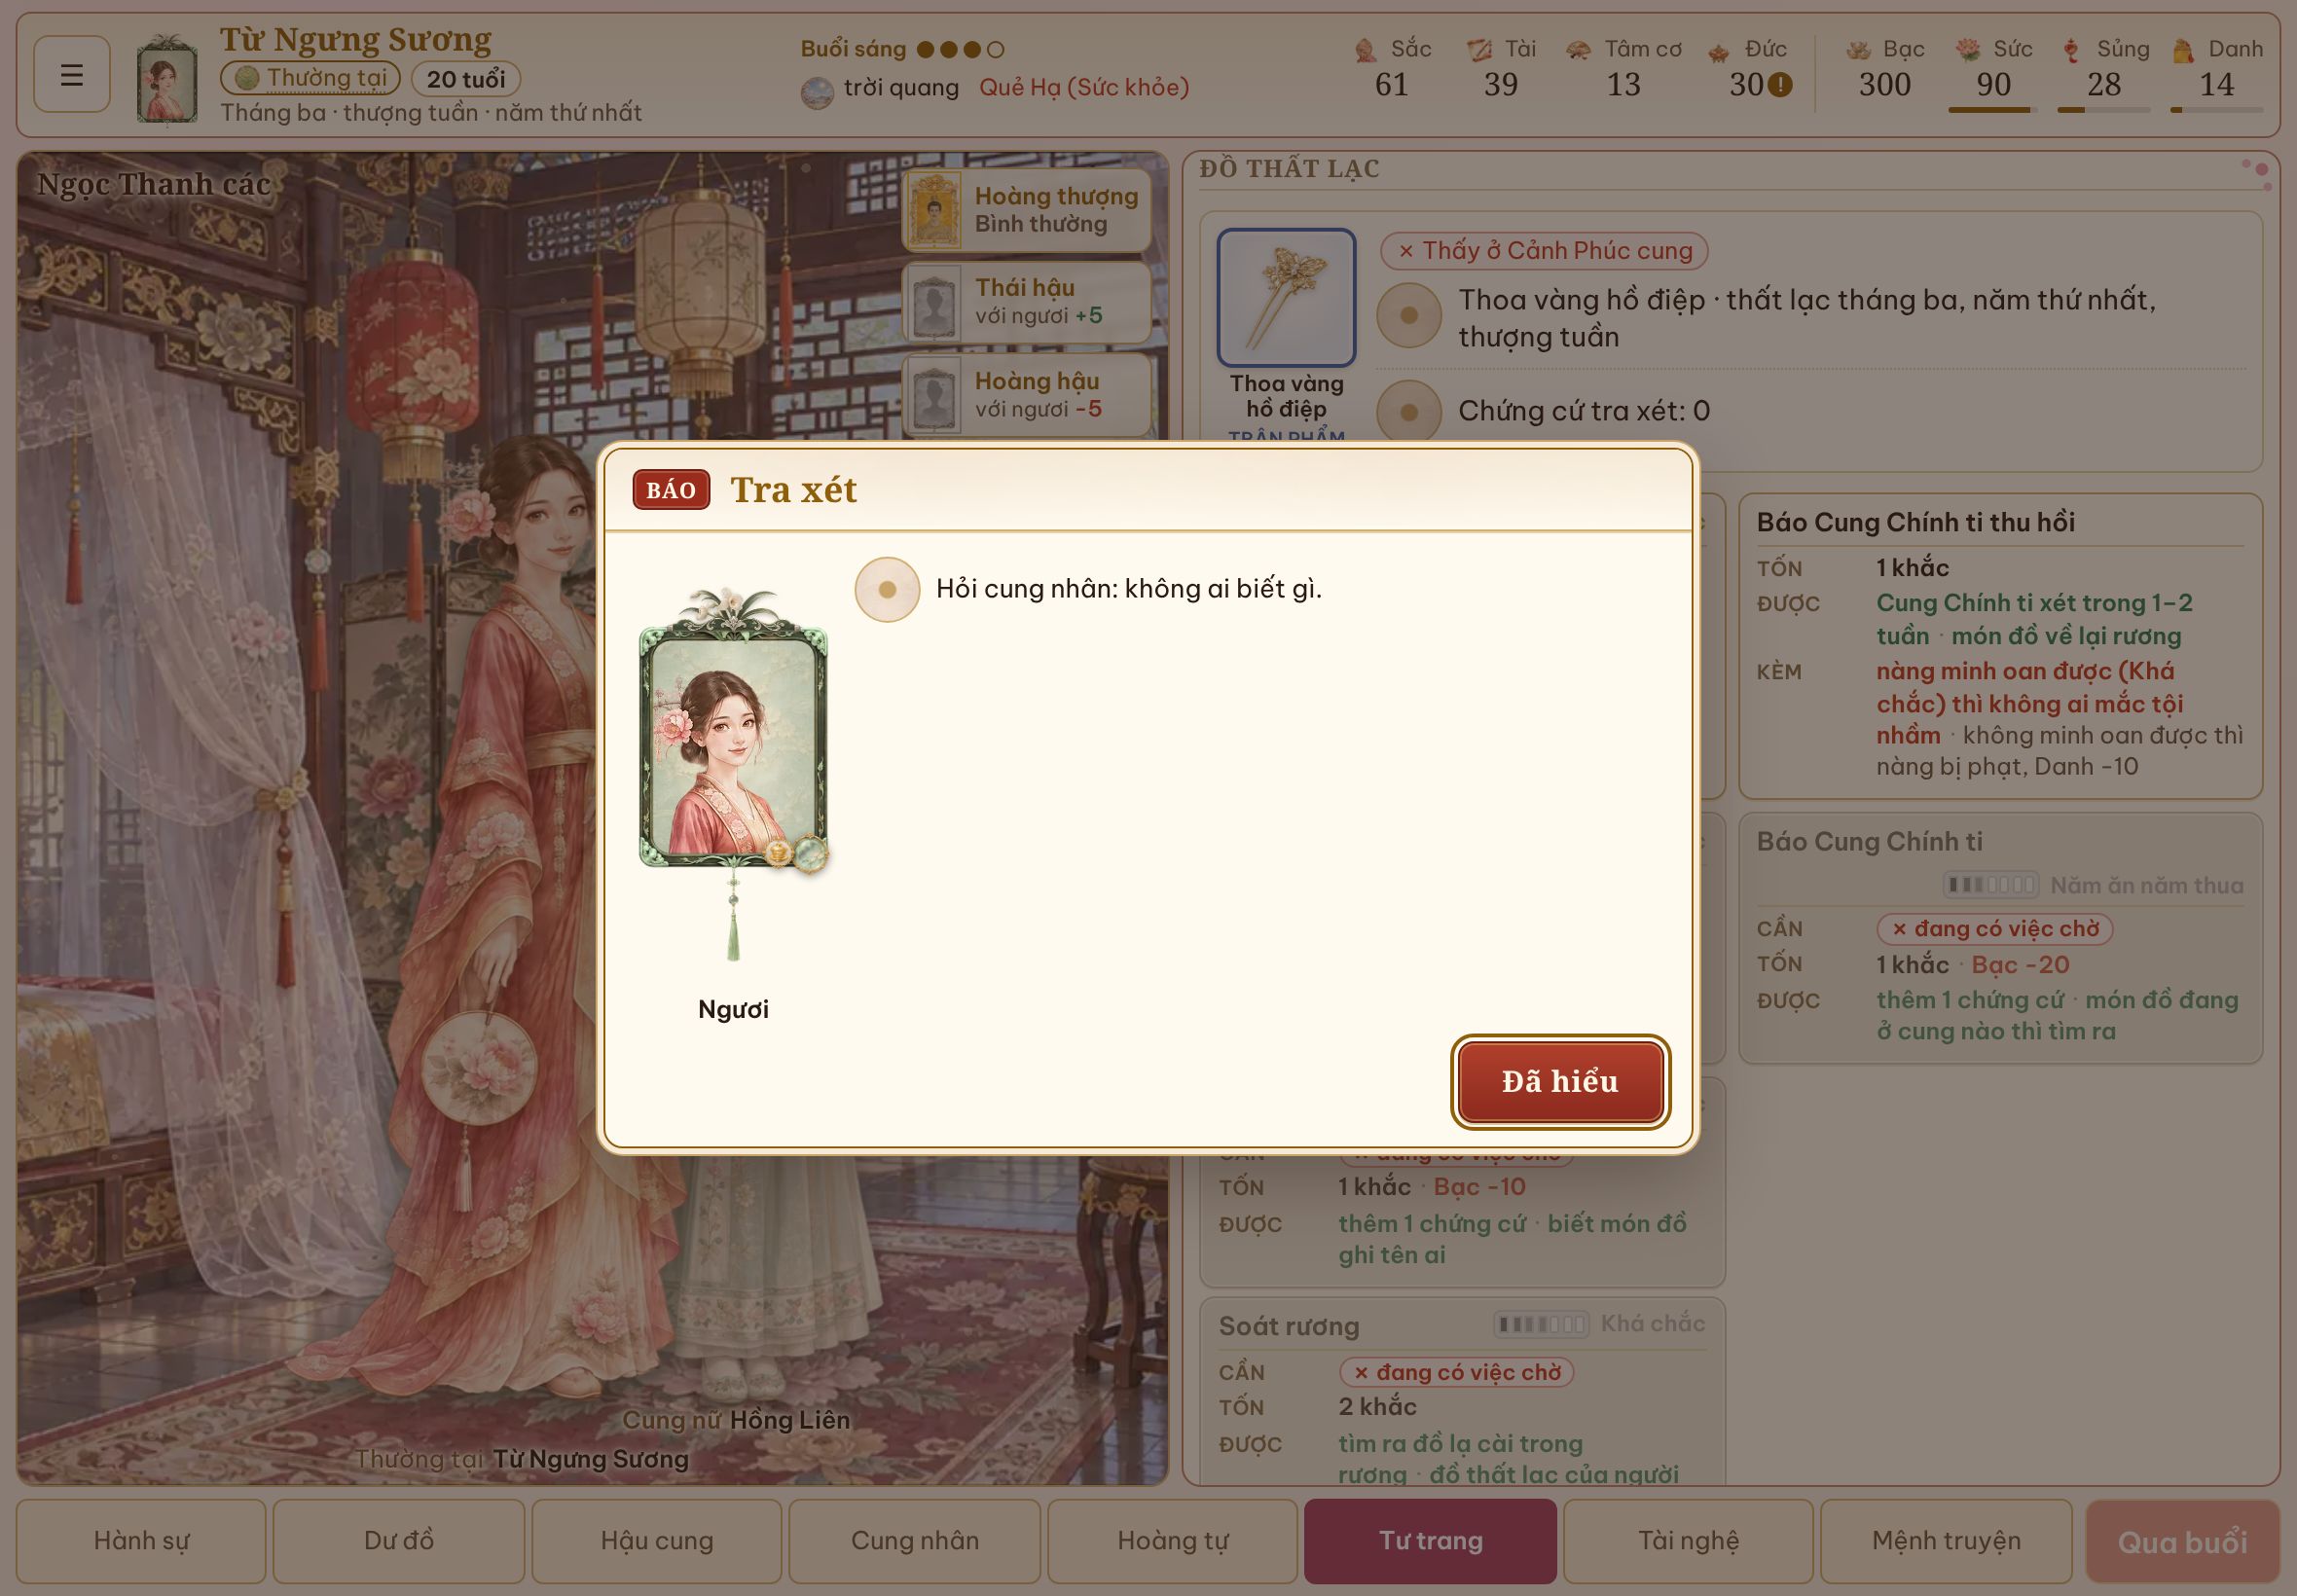 Từ Ngưng Sương
Thường tại
20 tuổi
Tháng ba · thượng tuần · năm thứ nhất
Buổi sáng
trời quang Quẻ Hạ (Sức khỏe)
Sắc Tài Tâm cơ Đức Bạc Sức Sủng Danh
61 39 13 30 ! 300 90 28 14
Ngọc Thanh các
Hoàng thượng
Bình thường
Thái hậu
với ngươi +5
Hoàng hậu
với ngươi -5
Cung nữ Hồng Liên
Thường tại Từ Ngưng Sương
ĐỒ THẤT LẠC
× Thấy ở Cảnh Phúc cung
Thoa vàng hồ điệp · thất lạc tháng ba, năm thứ nhất,
thượng tuần
Thoa vàng
hồ điệp
TRÂN PHẨM
Chứng cứ tra xét: 0
BÁO Tra xét
Hỏi cung nhân: không ai biết gì.
Ngươi
Đã hiểu
Báo Cung Chính ti thu hồi
TỐN 1 khắc
ĐƯỢC Cung Chính ti xét trong 1–2
tuần · món đồ về lại rương
KÈM nàng minh oan được (Khá
chắc) thì không ai mắc tội
nhầm · không minh oan được thì
nàng bị phạt, Danh -10
Báo Cung Chính ti
Năm ăn năm thua
CẦN × đang có việc chờ
TỐN 1 khắc · Bạc -20
ĐƯỢC thêm 1 chứng cứ · món đồ đang
ở cung nào thì tìm ra
CẦN × đang có việc chờ
TỐN 1 khắc · Bạc -10
ĐƯỢC thêm 1 chứng cứ · biết món đồ
ghi tên ai
Soát rương Khá chắc
CẦN × đang có việc chờ
TỐN 2 khắc
ĐƯỢC tìm ra đồ lạ cài trong
rương · đồ thất lạc của người
Hành sự
Dư đồ
Hậu cung
Cung nhân
Hoàng tự
Tư trang
Tài nghệ
Mệnh truyện
Qua buổi